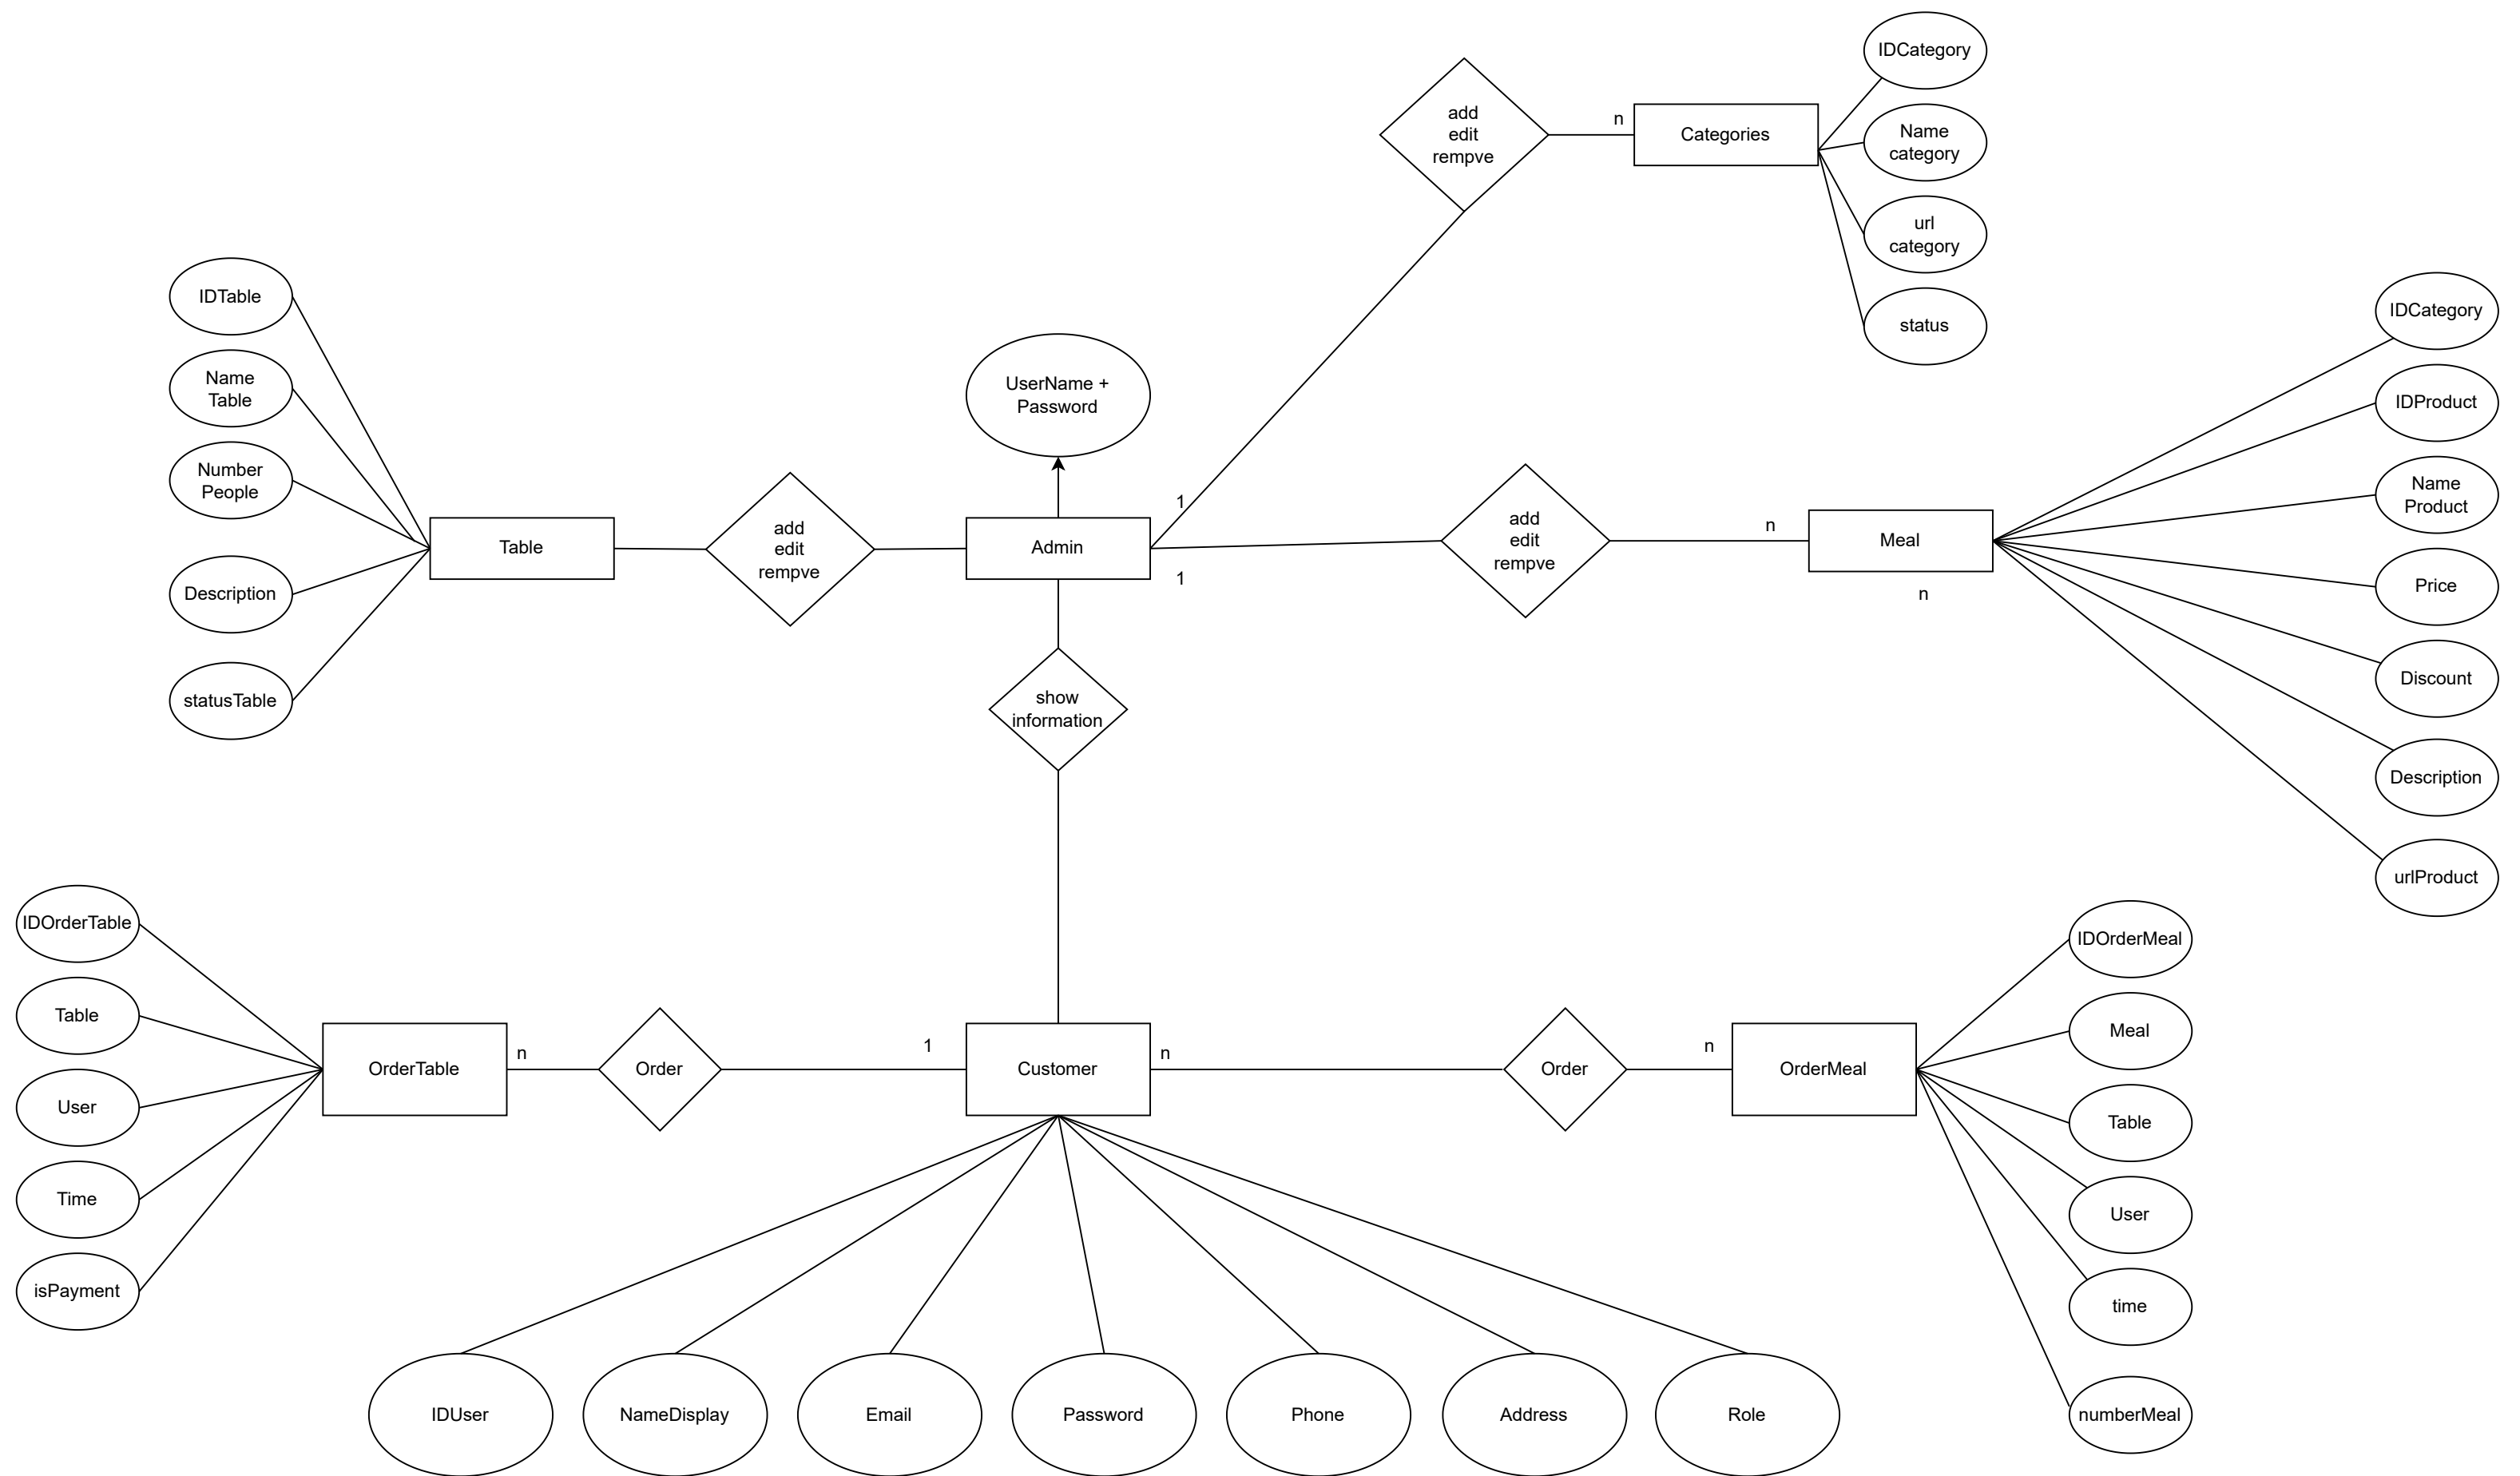 IDCategory
add
edit
rempve
n
Categories
Name
category
url
category
status
IDTable
Name
Table
Number
People
Description
statusTable
Table
add
edit
rempve
UserName +
Password
Admin
1
1
add
edit
rempve
n
Meal
n
IDCategory
IDProduct
Name
Product
Price
Discount
Description
urlProduct
show
information
IDOrderTable
Table
User
Time
isPayment
OrderTable
n
Order
1
Customer
n
Order
n
OrderMeal
IDOrderMeal
Meal
Table
User
time
numberMeal
IDUser
NameDisplay
Email
Password
Phone
Address
Role